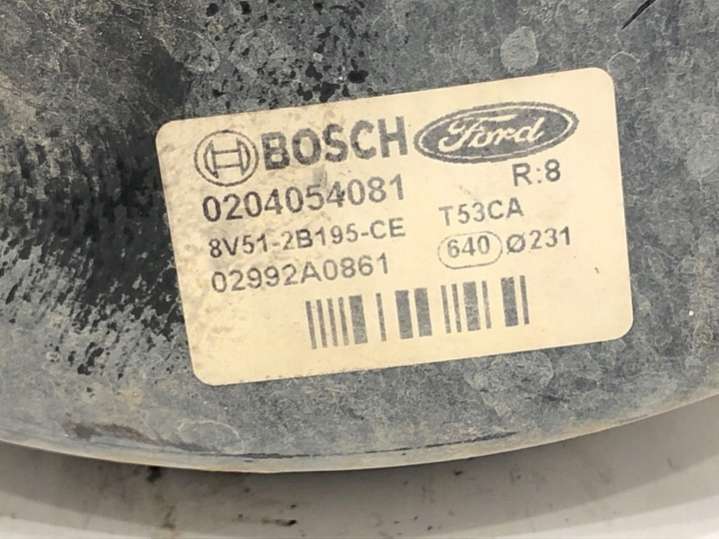 BOSCH Ford
0204054081 R:8
8V51-2B195-CE T53CA
02992A0861 640 Ø231